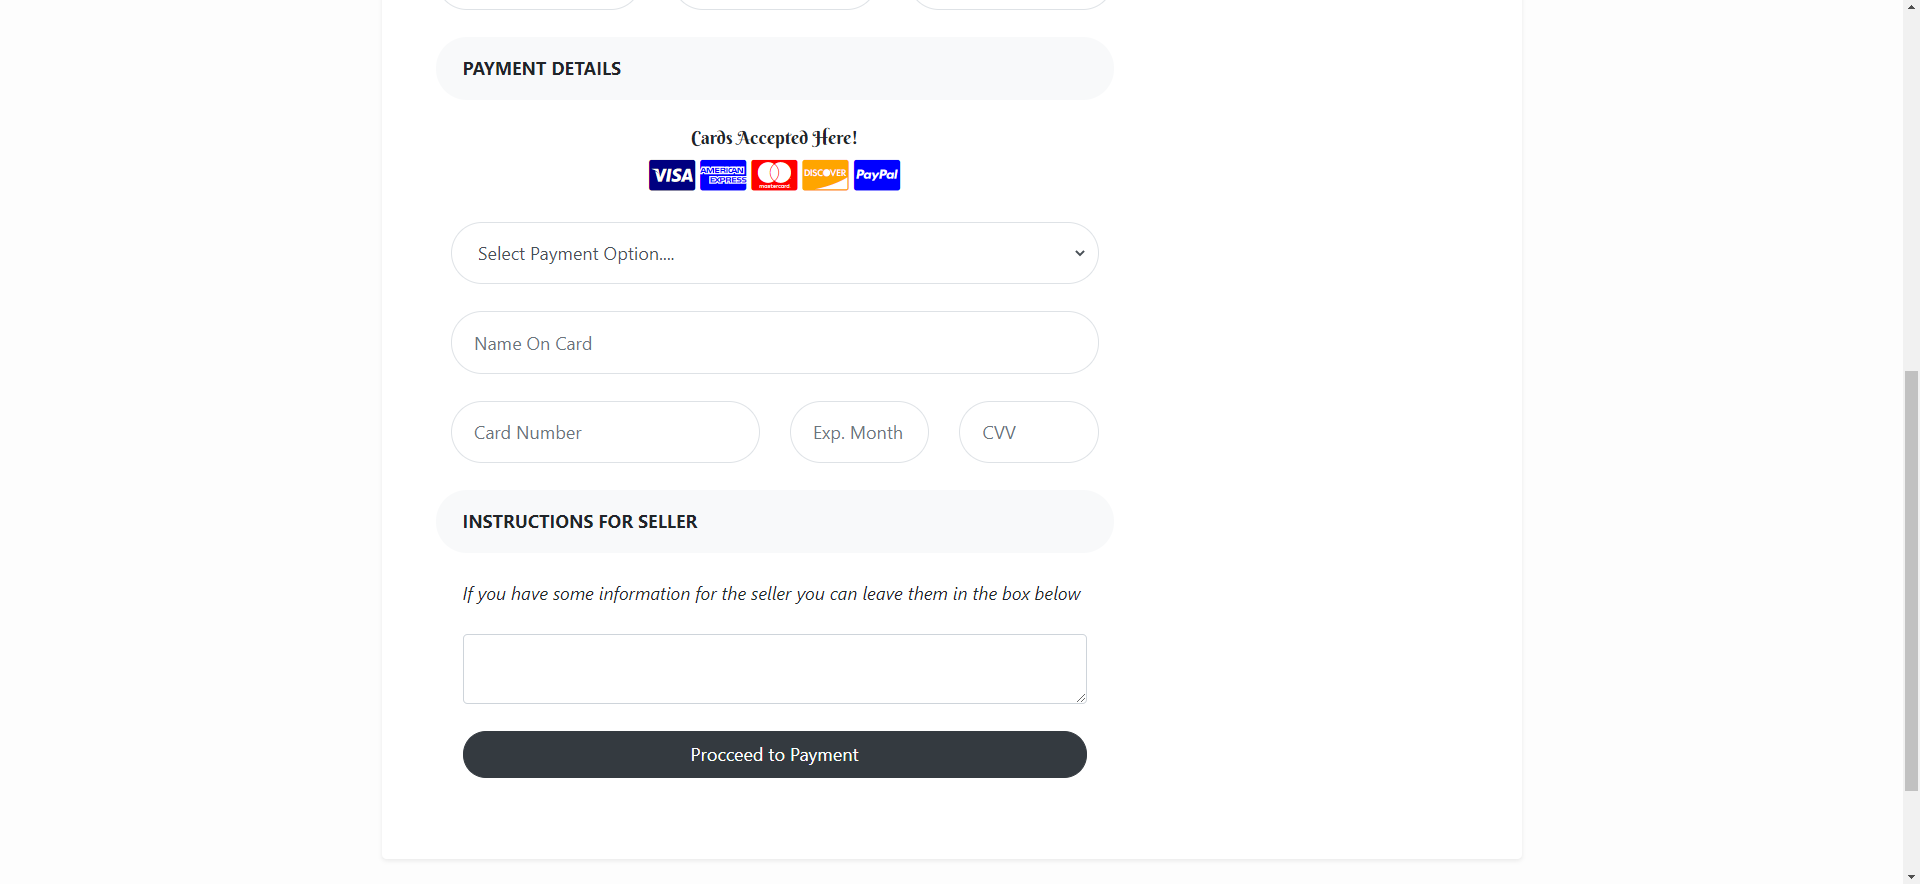 PAYMENT DETAILS
Cards Accepted Here!
VISA AMERICAN EXPRESS mastercard DISCOVER PayPal
Select Payment Option....
Name On Card
Card Number Exp. Month CVV
INSTRUCTIONS FOR SELLER
If you have some information for the seller you can leave them in the box below
Procceed to Payment